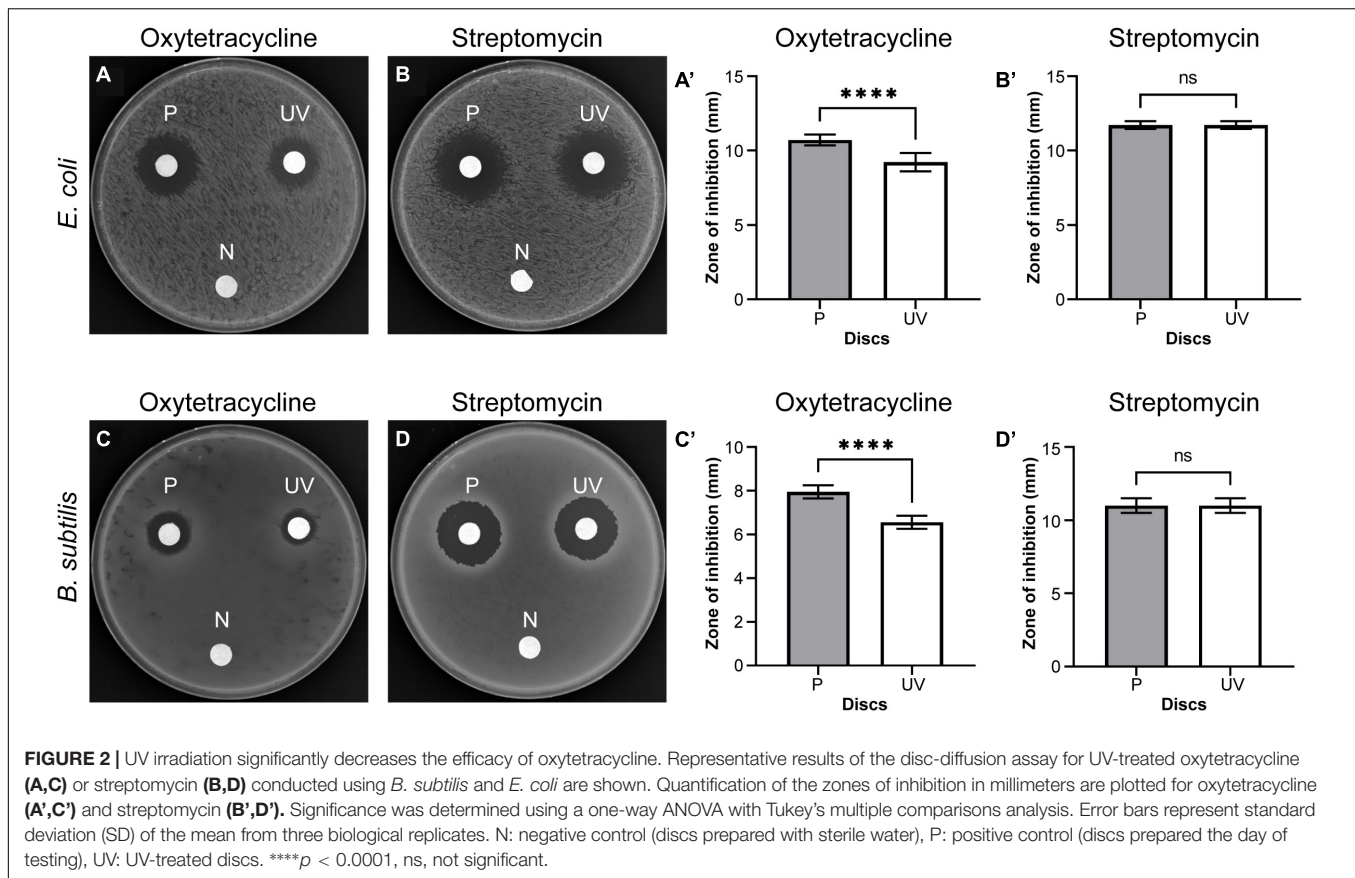 Oxytetracycline
Streptomycin
Oxytetracycline
Streptomycin
A
P
UV
N
B
P
UV
N
E. coli
A'
15
10
5
0
Zone of inhibition (mm)
****
P
UV
Discs
B'
15
10
5
0
Zone of inhibition (mm)
ns
P
UV
Discs
Oxytetracycline
Streptomycin
Oxytetracycline
Streptomycin
C
P
UV
N
D
P
UV
N
B. subtilis
C'
10
8
6
4
2
0
Zone of inhibition (mm)
****
P
UV
Discs
D'
15
10
5
0
Zone of inhibition (mm)
ns
P
UV
Discs
FIGURE 2 | UV irradiation significantly decreases the efficacy of oxytetracycline. Representative results of the disc-diffusion assay for UV-treated oxytetracycline
(A,C) or streptomycin (B,D) conducted using B. subtilis and E. coli are shown. Quantification of the zones of inhibition in millimeters are plotted for oxytetracycline
(A',C') and streptomycin (B',D'). Significance was determined using a one-way ANOVA with Tukey's multiple comparisons analysis. Error bars represent standard
deviation (SD) of the mean from three biological replicates. N: negative control (discs prepared with sterile water), P: positive control (discs prepared the day of
testing), UV: UV-treated discs. ****p < 0.0001, ns, not significant.